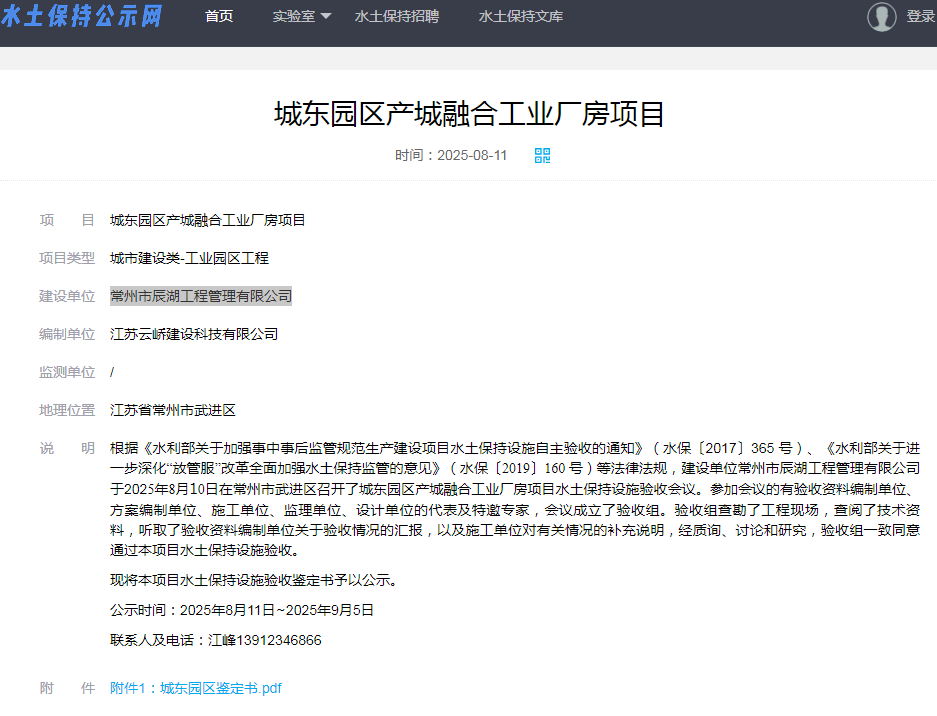 水土保持公示网 首页 实验室 水土保持招聘 水土保持文库 登录
城东园区产城融合工业厂房项目
时间：2025-08-11
项 目 城东园区产城融合工业厂房项目
项目类型 城市建设类-工业园区工程
建设单位 常州市辰湖工程管理有限公司
编制单位 江苏云峤建设科技有限公司
监测单位 /
地理位置 江苏省常州市武进区
说 明 根据《水利部关于加强事中事后监管规范生产建设项目水土保持设施自主验收的通知》（水保〔2017〕365 号）、《水利部关于进
一步深化“放管服”改革全面加强水土保持监管的意见》（水保〔2019〕160 号）等法律法规，建设单位常州市辰湖工程管理有限公司
于2025年8月10日在常州市武进区召开了城东园区产城融合工业厂房项目水土保持设施验收会议。参加会议的有验收资料编制单位、
方案编制单位、施工单位、监理单位、设计单位的代表及特邀专家，会议成立了验收组。验收组查勘了工程现场，查阅了技术资
料，听取了验收资料编制单位关于验收情况的汇报，以及施工单位对有关情况的补充说明，经质询、讨论和研究，验收组一致同意
通过本项目水土保持设施验收。
现将本项目水土保持设施验收鉴定书予以公示。
公示时间：2025年8月11日~2025年9月5日
联系人及电话：江峰13912346866
附 件 附件1：城东园区鉴定书.pdf